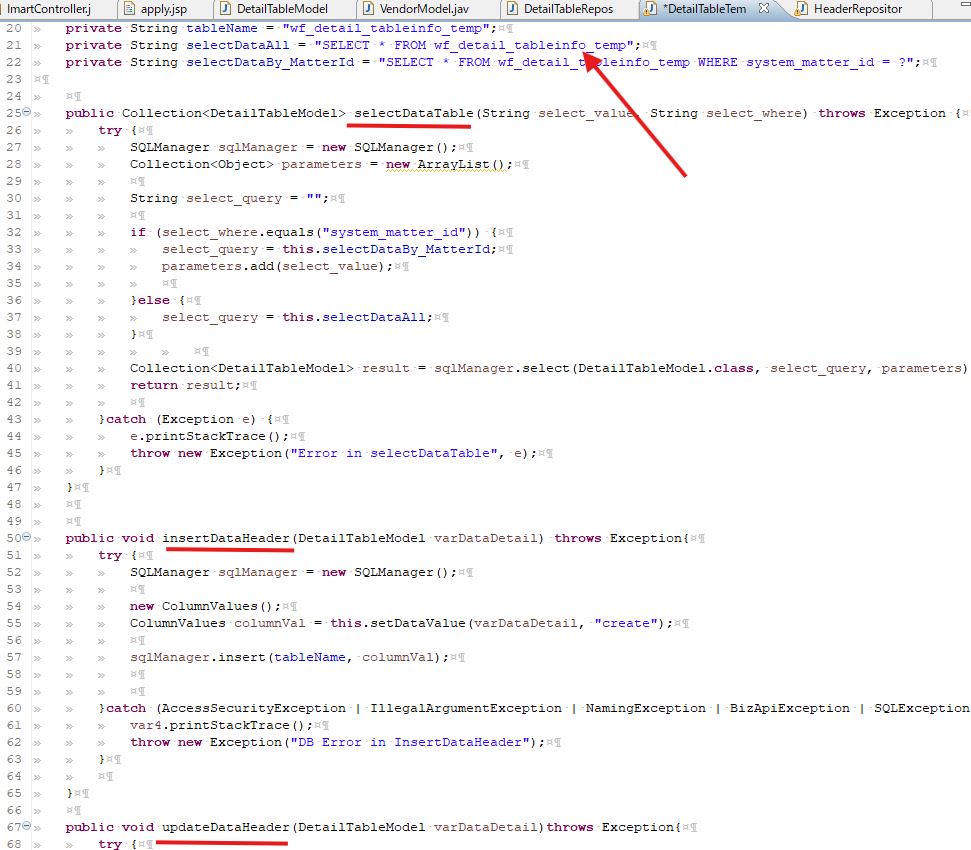 ImartController.j apply.jsp DetailTableModel VendorModel.jav DetailTableRepos *DetailTableTem HeaderRepositor
20 private String tableName = "wf_detail_tableinfo_temp";
21 private String selectDataAll = "SELECT * FROM wf_detail_tableinfo_temp";
22 private String selectDataBy_MatterId = "SELECT * FROM wf_detail_tableinfo_temp WHERE system_matter_id = ?";
23
24
25 public Collection<DetailTableModel> selectDataTable(String select_value, String select_where) throws Exception {
26 try {
27 SQLManager sqlManager = new SQLManager();
28 Collection<Object> parameters = new ArrayList();
29
30 String select_query = "";
31
32 if (select_where.equals("system_matter_id")) {
33 select_query = this.selectDataBy_MatterId;
34 parameters.add(select_value);
35
36 }else {
37 select_query = this.selectDataAll;
38 }
39
40 Collection<DetailTableModel> result = sqlManager.select(DetailTableModel.class, select_query, parameters)
41 return result;
42
43 }catch (Exception e) {
44 e.printStackTrace();
45 throw new Exception("Error in selectDataTable", e);
46 }
47 }
48
49
50 public void insertDataHeader(DetailTableModel varDataDetail) throws Exception{
51 try {
52 SQLManager sqlManager = new SQLManager();
53
54 new ColumnValues();
55 ColumnValues columnVal = this.setDataValue(varDataDetail, "create");
56
57 sqlManager.insert(tableName, columnVal);
58
59
60 }catch (AccessSecurityException | IllegalArgumentException | NamingException | BizApiException | SQLException
61 var4.printStackTrace();
62 throw new Exception("DB Error in InsertDataHeader");
63 }
64
65 }
66
67 public void updateDataHeader(DetailTableModel varDataDetail)throws Exception{
68 try {